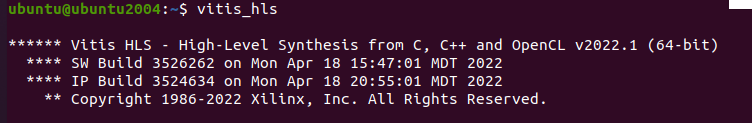 ubuntu@ubuntu2004:~$ vitis_hls
****** Vitis HLS - High-Level Synthesis from C, C++ and OpenCL v2022.1 (64-bit)
**** SW Build 3526262 on Mon Apr 18 15:47:01 MDT 2022
**** IP Build 3524634 on Mon Apr 18 20:55:01 MDT 2022
** Copyright 1986-2022 Xilinx, Inc. All Rights Reserved.